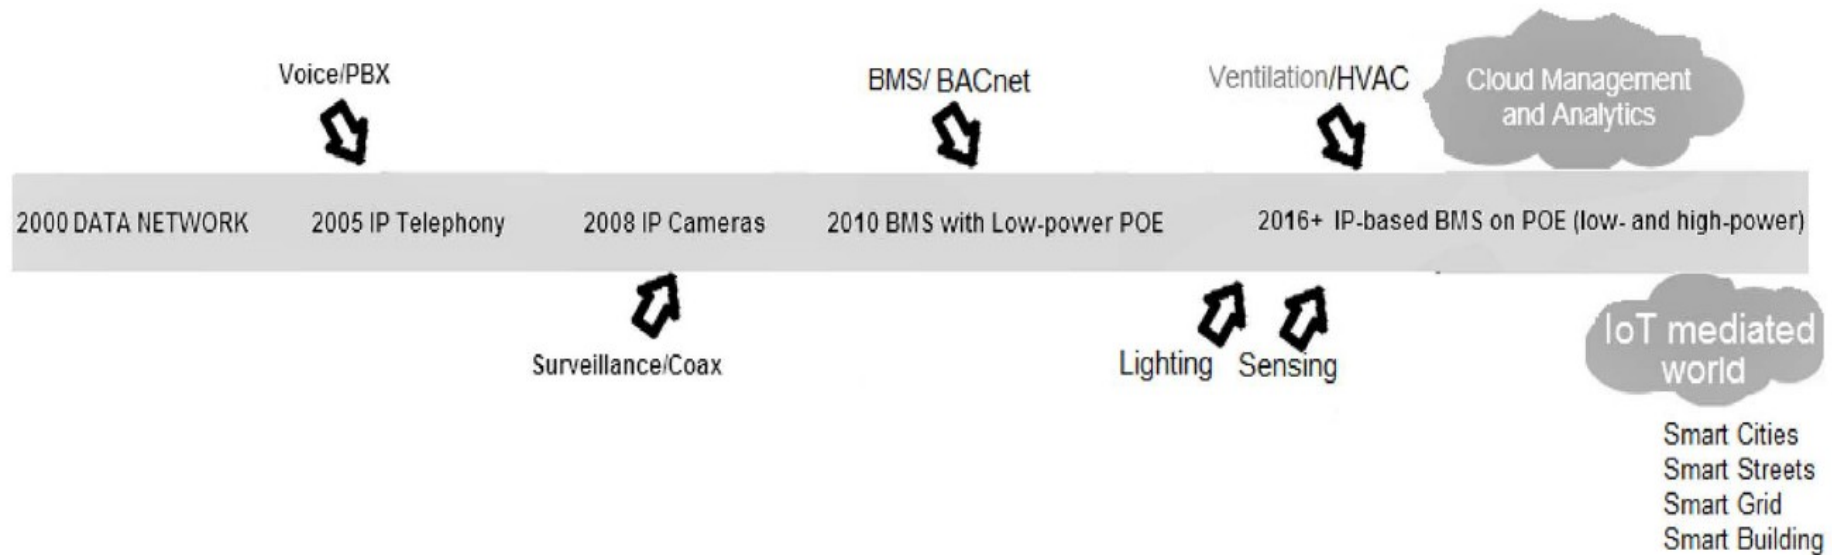 Voice/PBX
BMS/ BACnet
Ventilation/HVAC
Cloud Management
and Analytics
2000 DATA NETWORK
2005 IP Telephony
2008 IP Cameras
2010 BMS with Low-power POE
2016+ IP-based BMS on POE (low- and high-power)
Surveillance/Coax
Lighting
Sensing
IoT mediated
world
Smart Cities
Smart Streets
Smart Grid
Smart Building